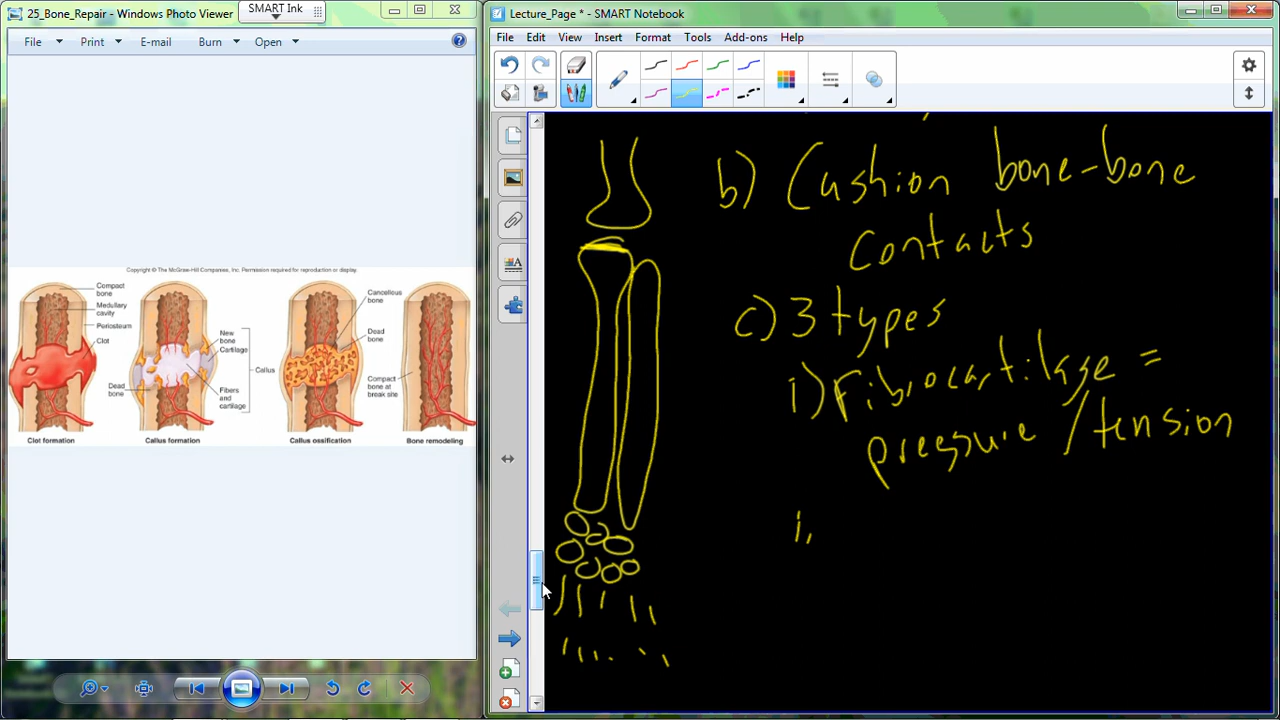 25_Bone_Repair - Windows Photo Viewer
SMART Ink
File Print E-mail Burn Open
Copyright © The McGraw-Hill Companies, Inc. Permission required for reproduction or display.
Compact
bone
Medullary
cavity
Periosteum
Clot
Dead
bone
New
bone
Cartilage
Callus
Fibers
and
cartilage
Cancellous
bone
Dead
bone
Compact
bone at
break site
Clot formation
Callus formation
Callus ossification
Bone remodeling
Lecture_Page * - SMART Notebook
File Edit View Insert Format Tools Add-ons Help
b) Cushion bone-bone
contacts
c) 3 types
i) Fibrocartilage =
pressure / tension
i,